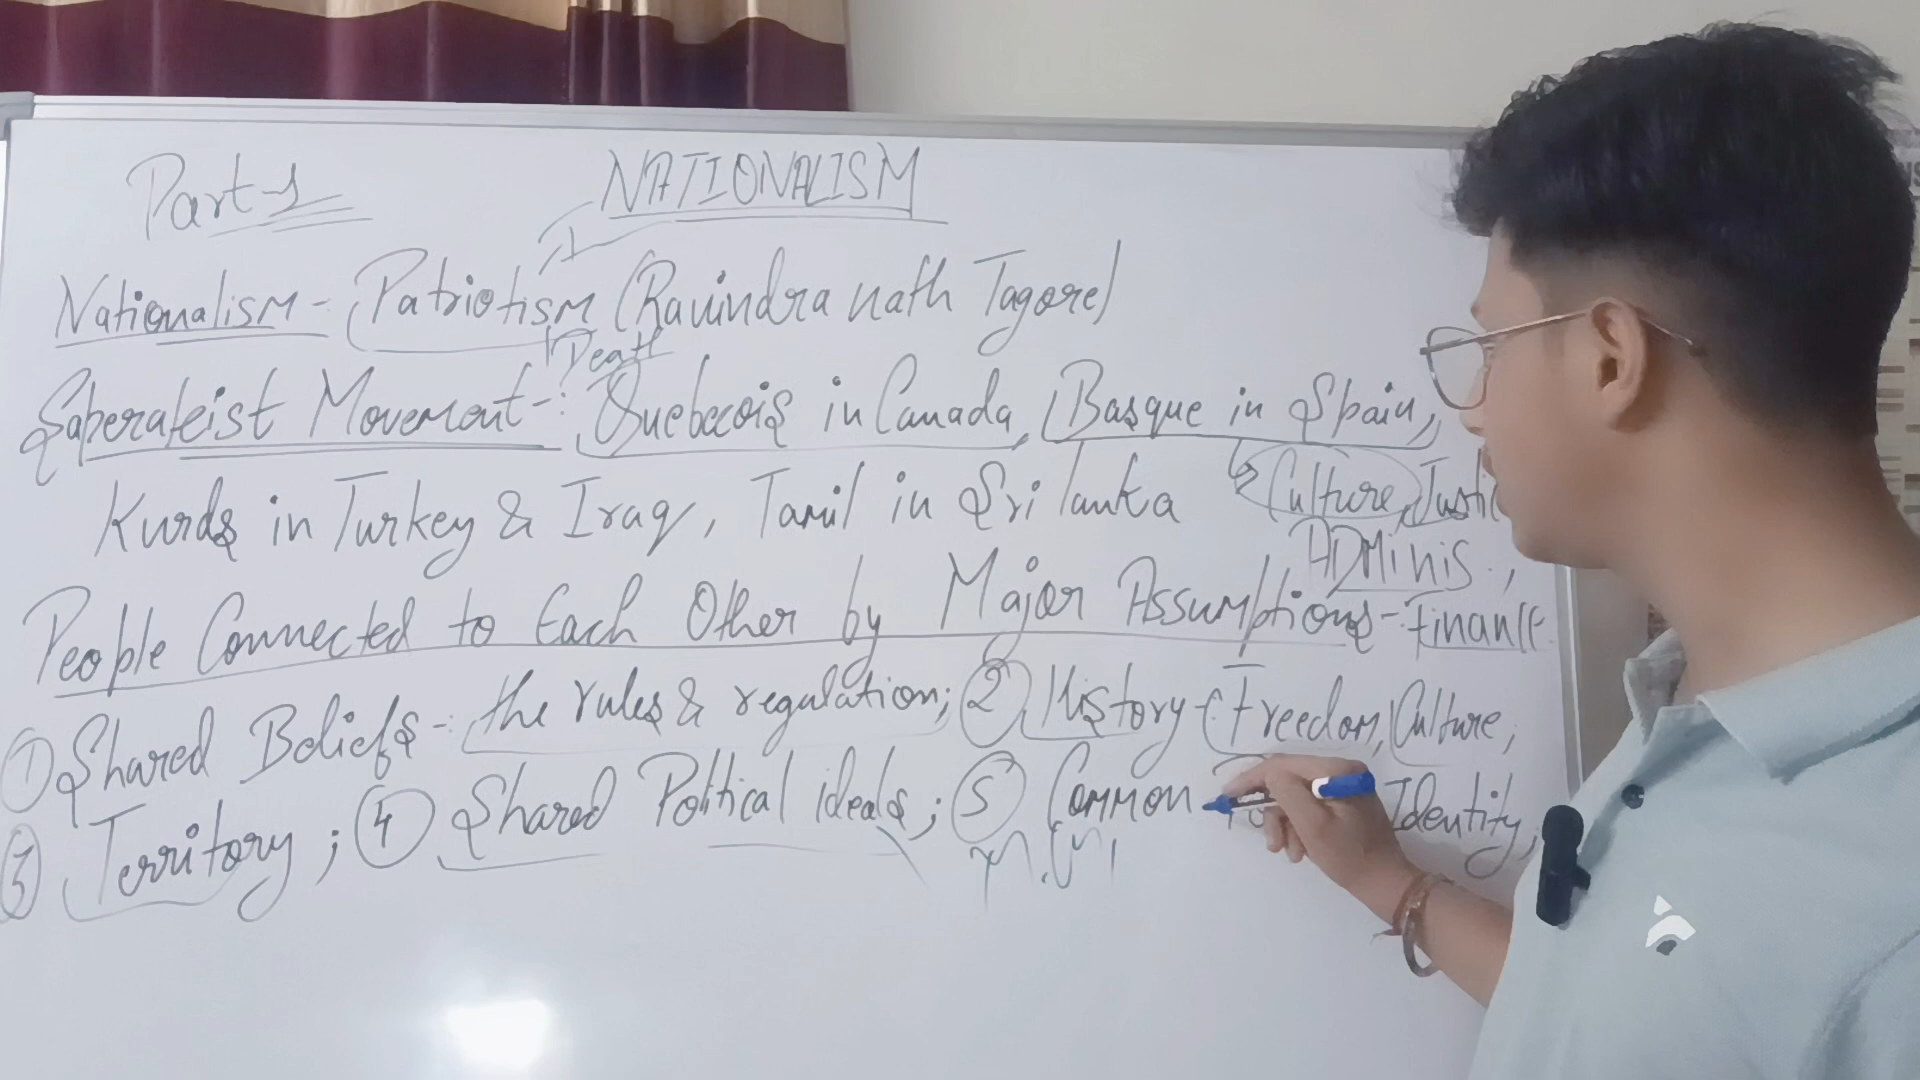 Part-1
NATIONALISM
Nationalism - Patriotism (Ravindra nath Tagore)
Death
Saperateist Movemont -: Quebecois in Canada, Basque in Spain,
Kurds in Turkey & Iraq, Tamil in Sri lanka
Culture, Justi
ADMinis.,
People Connected to Each Other by Major Assumptions -
Finance
① Shared Beliefs -: the rules & regulation; ② History - Freedom, Culture,
③ Territory; ④ Shared Political ideals; ⑤ Common Identity,